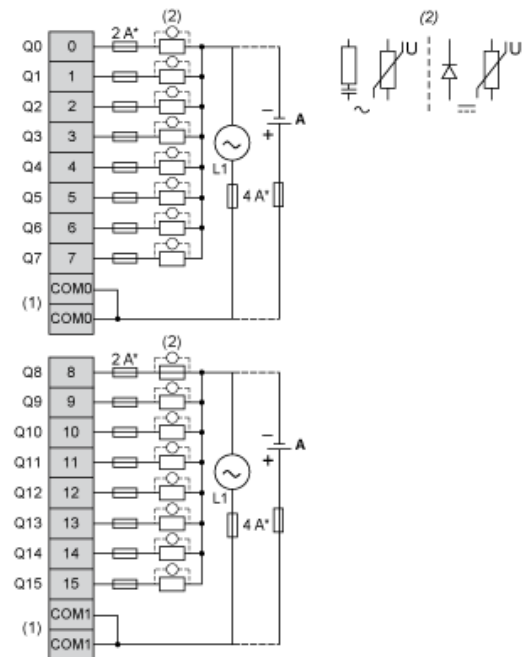 (2)
(2)
2 A*
Q0 0
Q1 1
Q2 2
Q3 3
Q4 4
Q5 5
Q6 6
Q7 7
COM0
(1)
COM0
L1
4 A*
A
U
U
(2)
2 A*
Q8 8
Q9 9
Q10 10
Q11 11
Q12 12
Q13 13
Q14 14
Q15 15
COM1
(1)
COM1
L1
4 A*
A